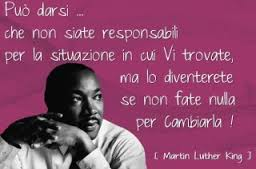 Può darsi ...
che non siate responsabili
per la situazione in cui Vi trovate,
ma lo diventerete
se non fate nulla
per Cambiarla !
[ Martin Luther King ]